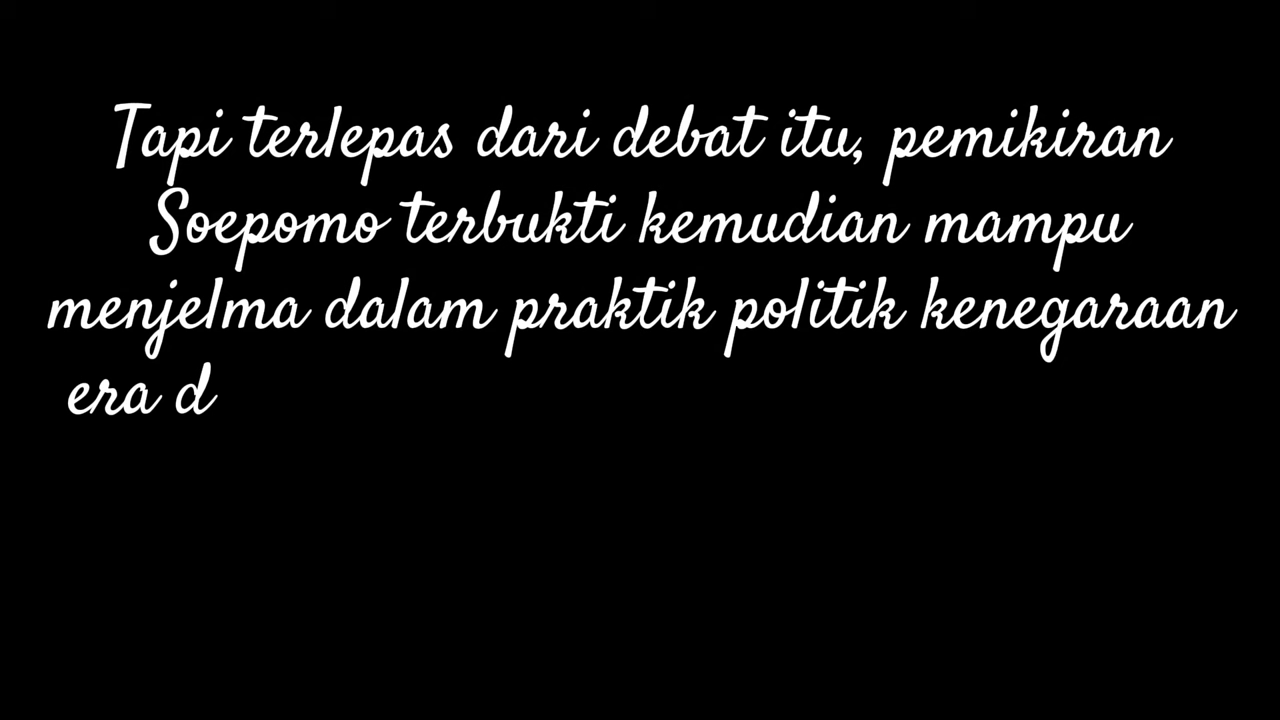 Tapi terlepas dari debat itu, pemikiran
Soepomo terbukti kemudian mampu
menjelma dalam praktik politik kenegaraan
era d